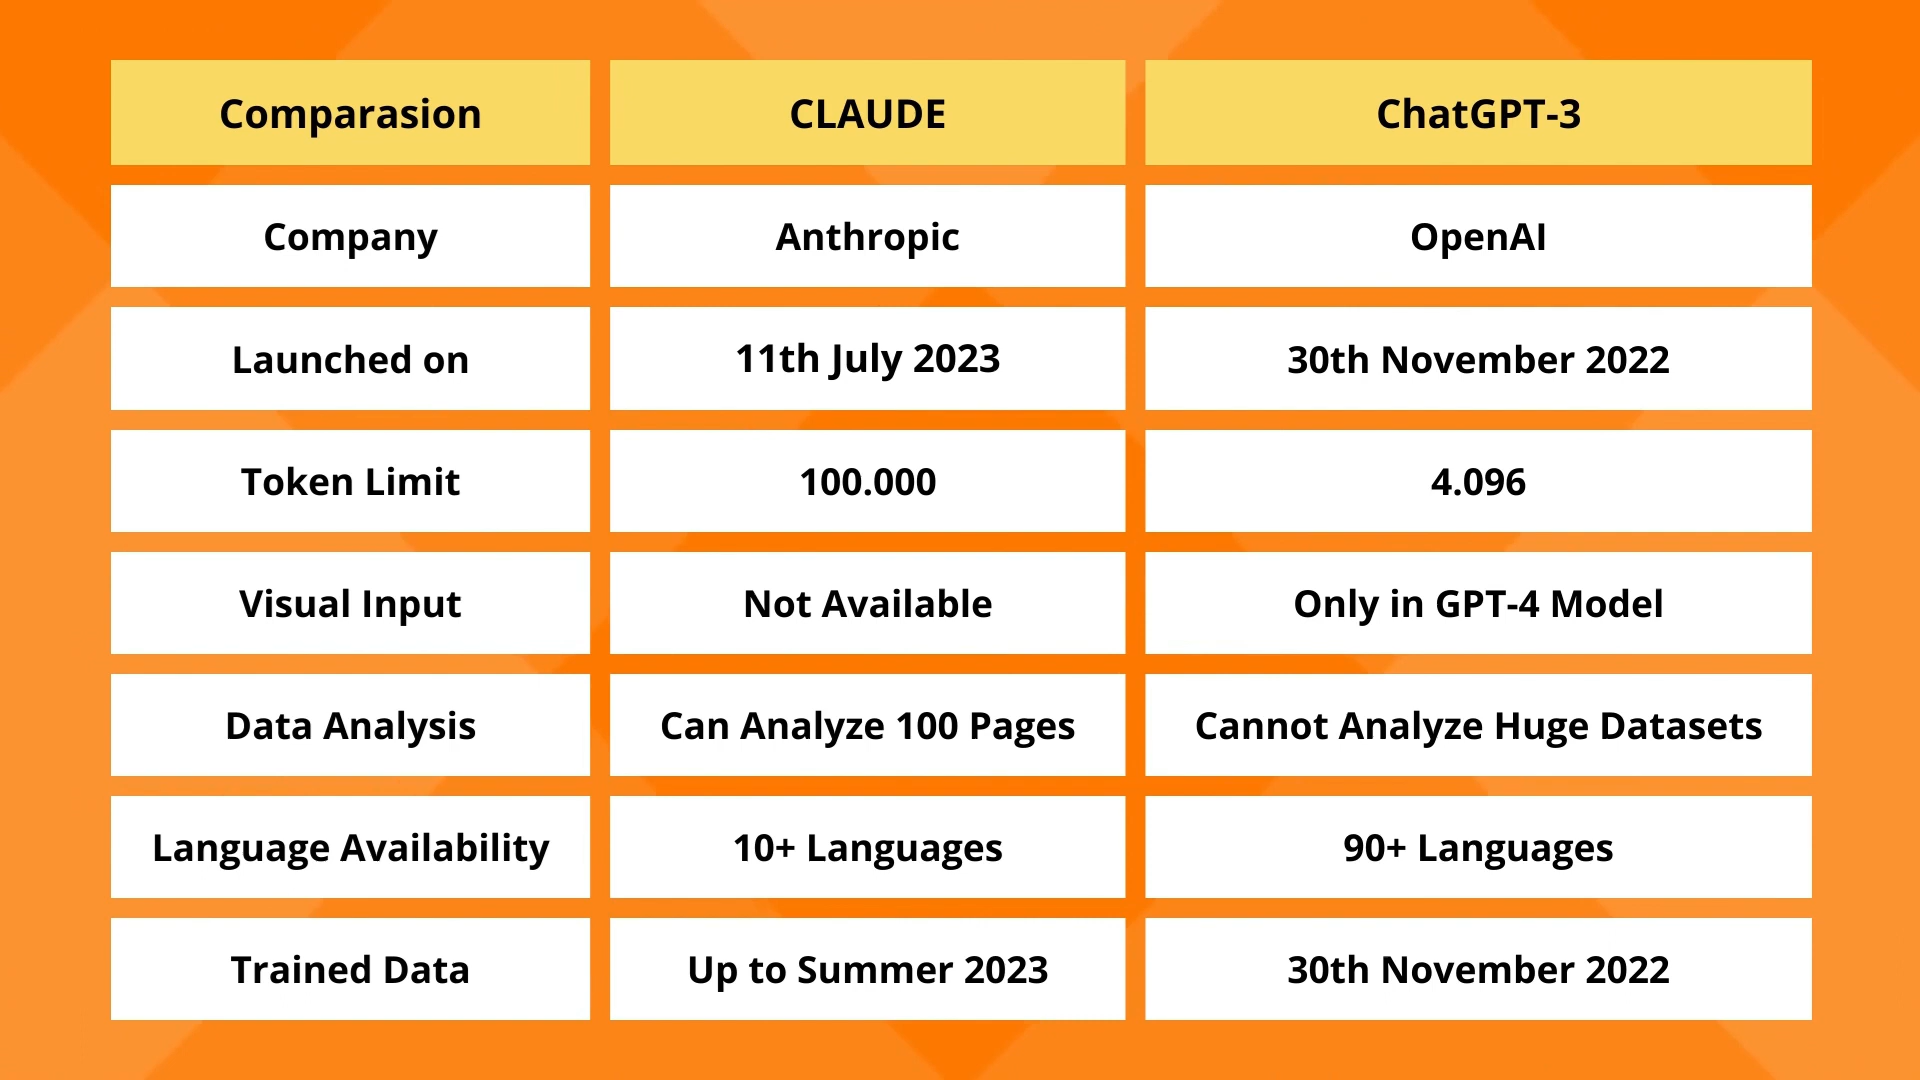 Comparasion CLAUDE ChatGPT-3
Company Anthropic OpenAI
Launched on 11th July 2023 30th November 2022
Token Limit 100.000 4.096
Visual Input Not Available Only in GPT-4 Model
Data Analysis Can Analyze 100 Pages Cannot Analyze Huge Datasets
Language Availability 10+ Languages 90+ Languages
Trained Data Up to Summer 2023 30th November 2022